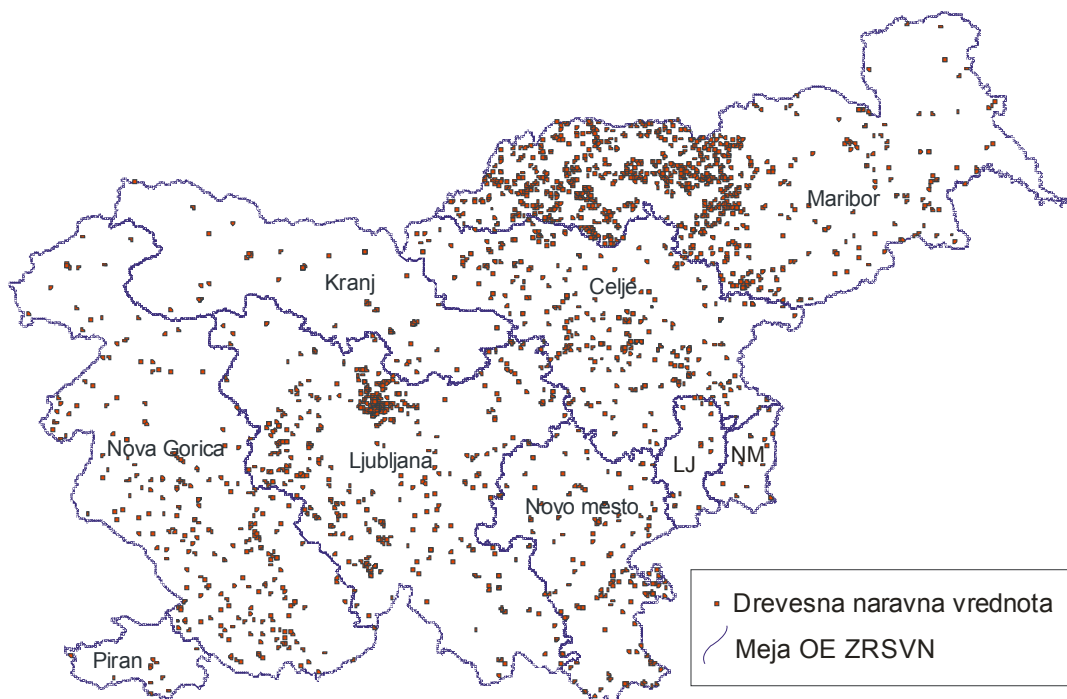 Maribor
Kranj
Celje
Nova Gorica
Ljubljana
LJ
NM
Novo mesto
Piran
Drevesna naravna vrednota
Meja OE ZRSVN